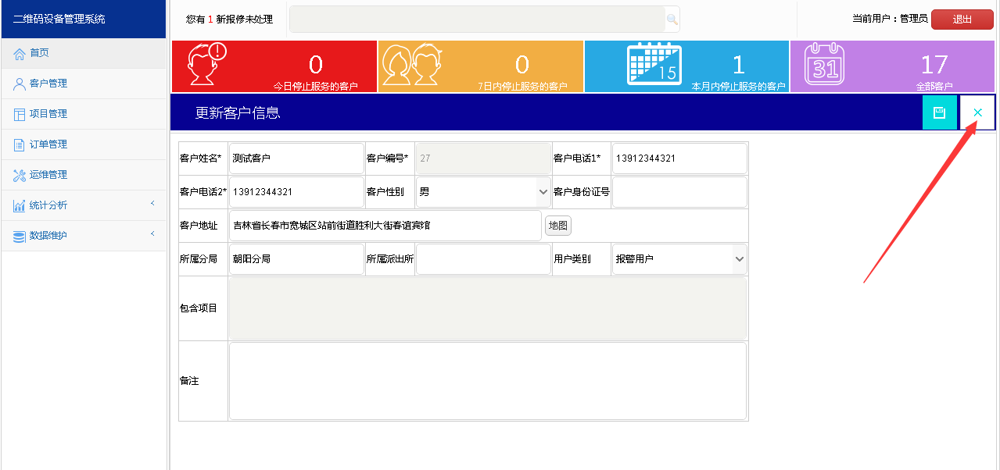 二维码设备管理系统
您有 1 新报修未处理
当前用户：管理员
退出
首页
客户管理
项目管理
订单管理
运维管理
统计分析
数据维护
0
今日停止服务的客户
0
7日内停止服务的客户
15
1
本月内停止服务的客户
31
17
全部客户
更新客户信息
客户姓名* 测试客户 客户编号* 27 客户电话1* 13912344321
客户电话2* 13912344321 客户性别 男 客户身份证号
客户地址 吉林省长春市宽城区站前街道胜利大街春谊宾馆 地图
所属分局 朝阳分局 所属派出所 用户类别 报警用户
包含项目
备注